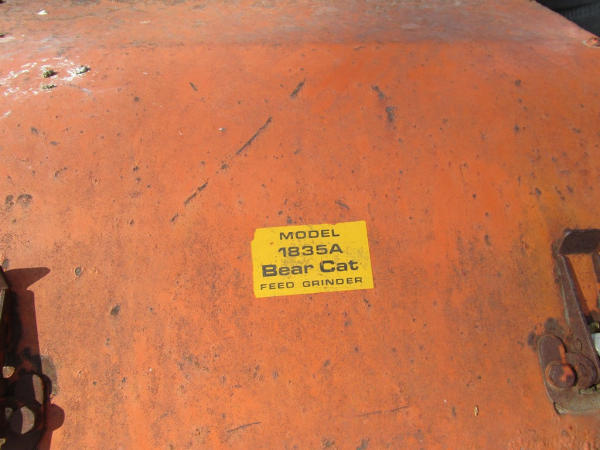 MODEL
1835A
Bear Cat
FEED GRINDER